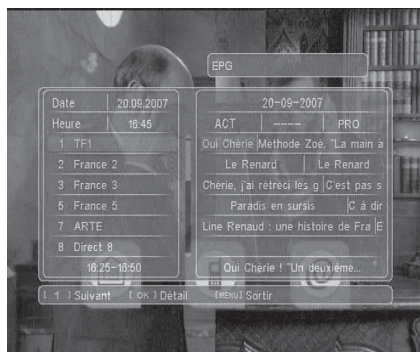 EPG
Date 20.09.2007
Heure 16:45
1 TF1
2 France 2
3 France 3
5 France 5
7 ARTE
8 Direct 8
16:25-16:50
20-09-2007
ACT ---- PRO
Oui Chérie Méthode Zoé. "La main a
Le Renard Le Renard
Chérie, j'ai rétréci les g C'est pas s
Paradis en sursis C à dir
Line Renaud : une histoire de Fra E
Oui Chérie ! "Un deuxième...
[ 1 ] Suivant [ OK ] Détail [MENU] Sortir